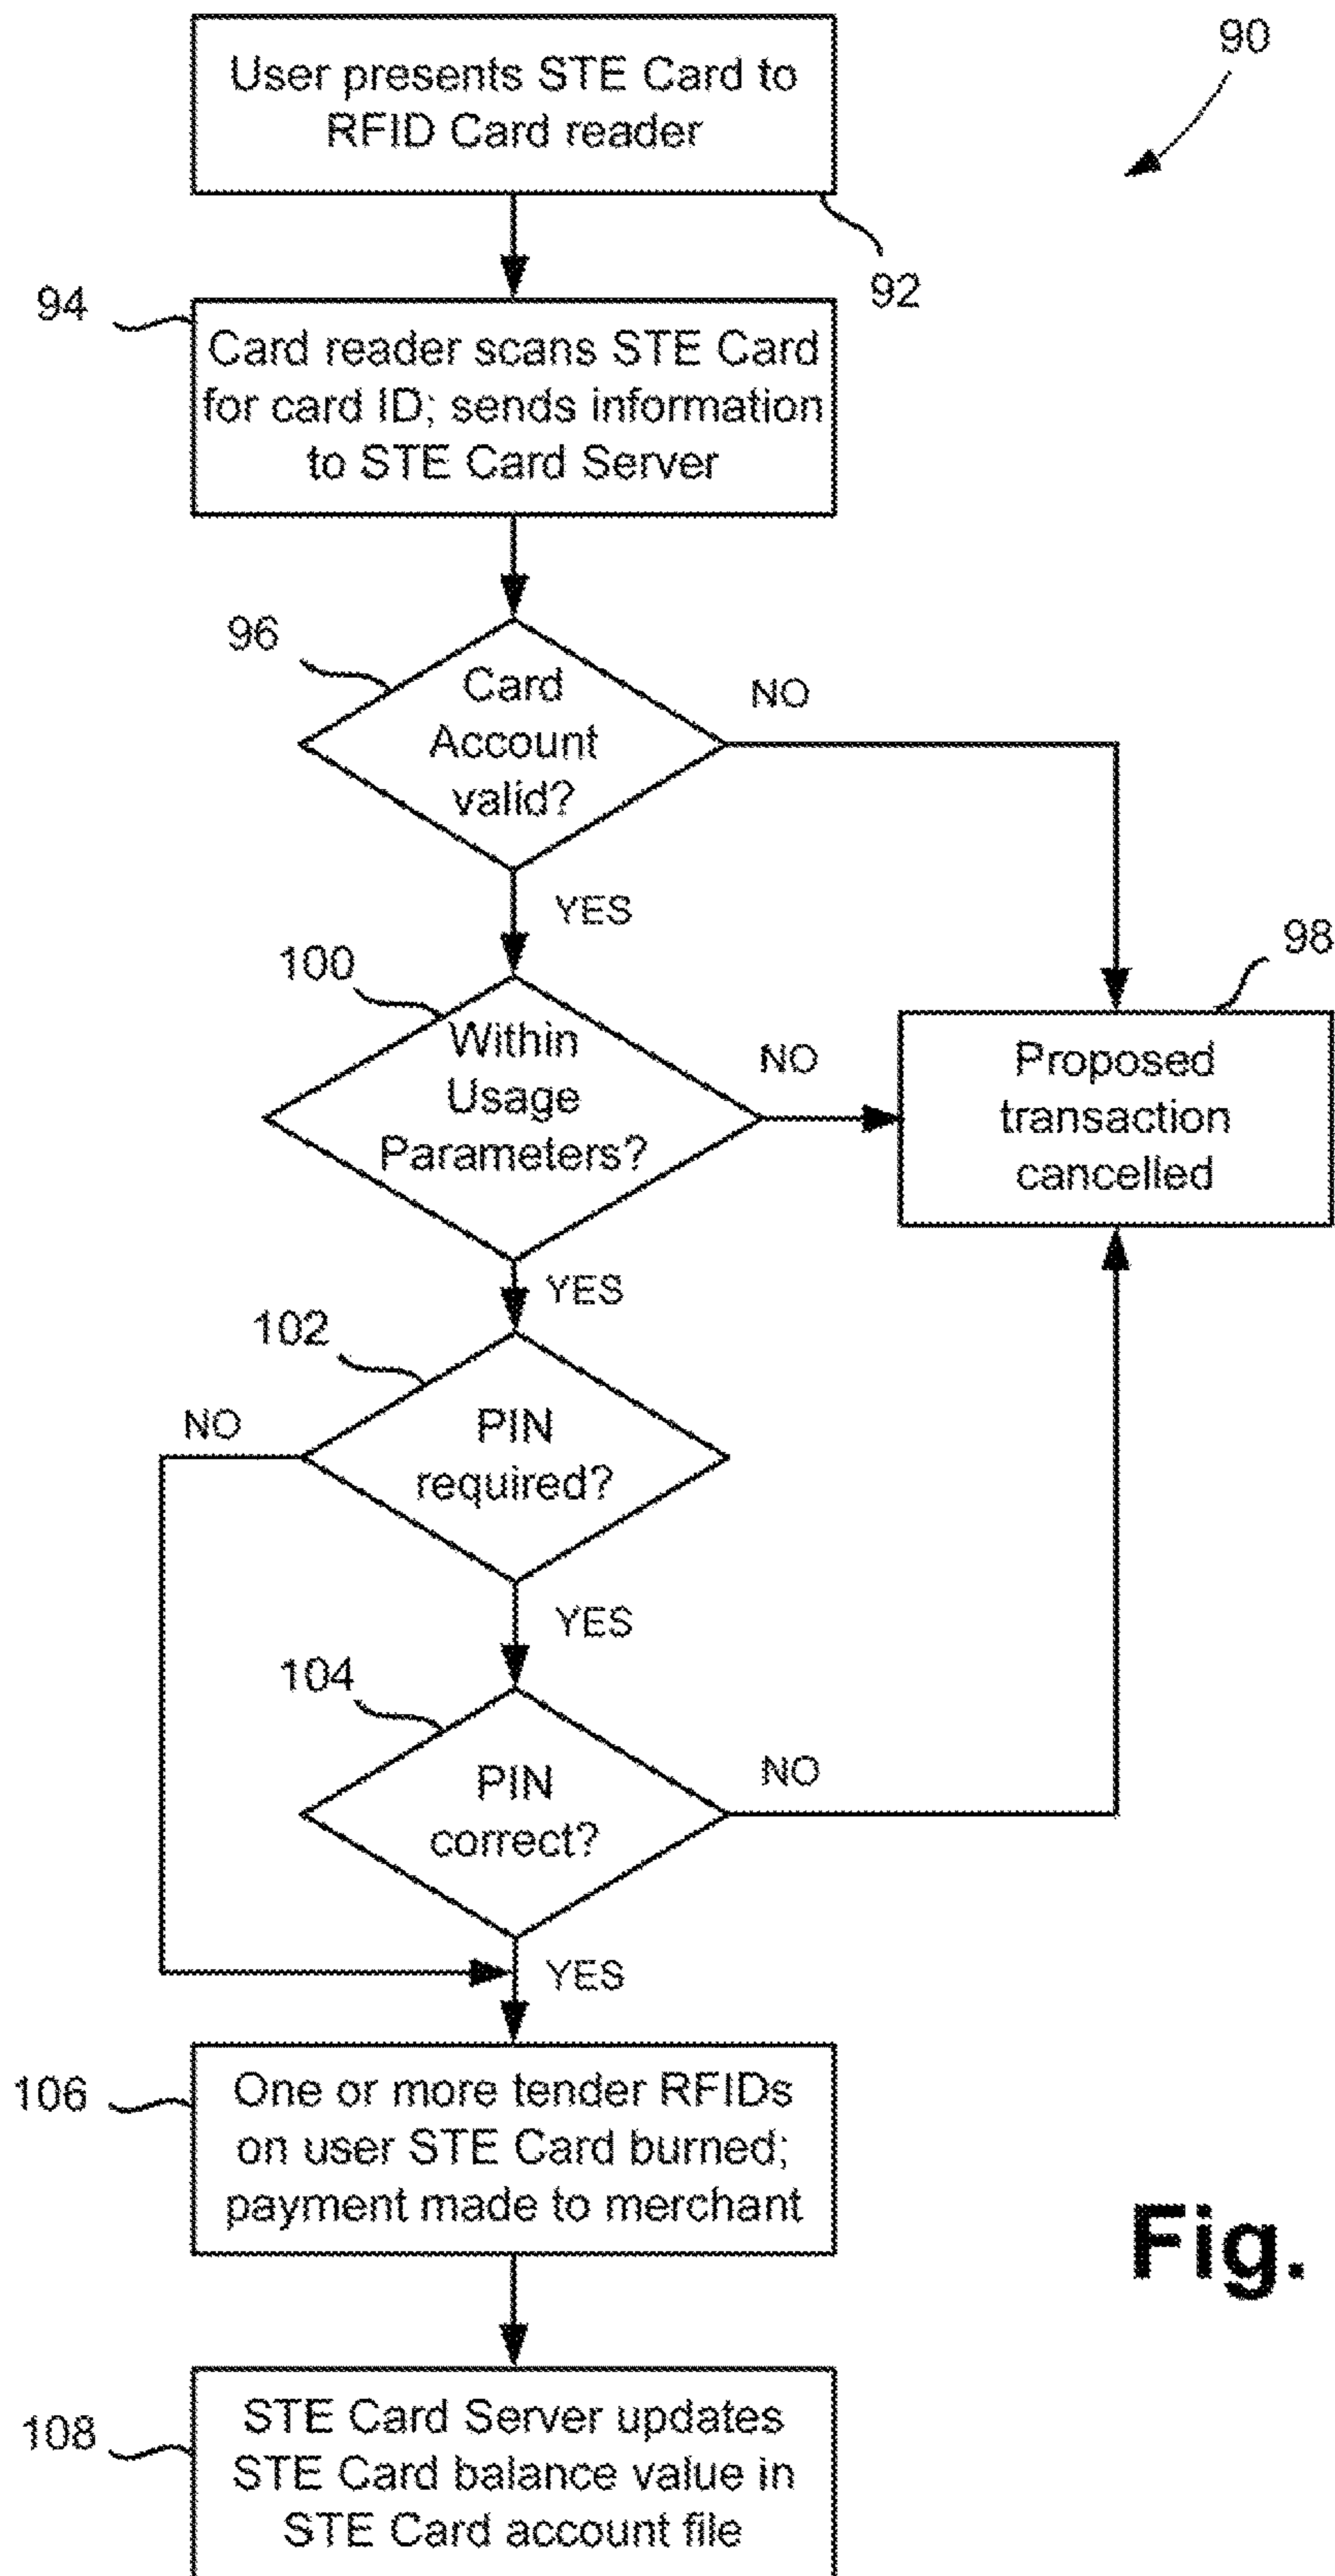 90
User presents STE Card to
RFID Card reader
92
94
Card reader scans STE Card
for card ID; sends information
to STE Card Server
96
Card
Account
valid?
NO
YES
98
100
Within
Usage
Parameters?
NO
Proposed
transaction
cancelled
YES
102
NO
PIN
required?
YES
104
PIN
correct?
NO
YES
106
One or more tender RFIDs
on user STE Card burned;
payment made to merchant
Fig.
108
STE Card Server updates
STE Card balance value in
STE Card account file